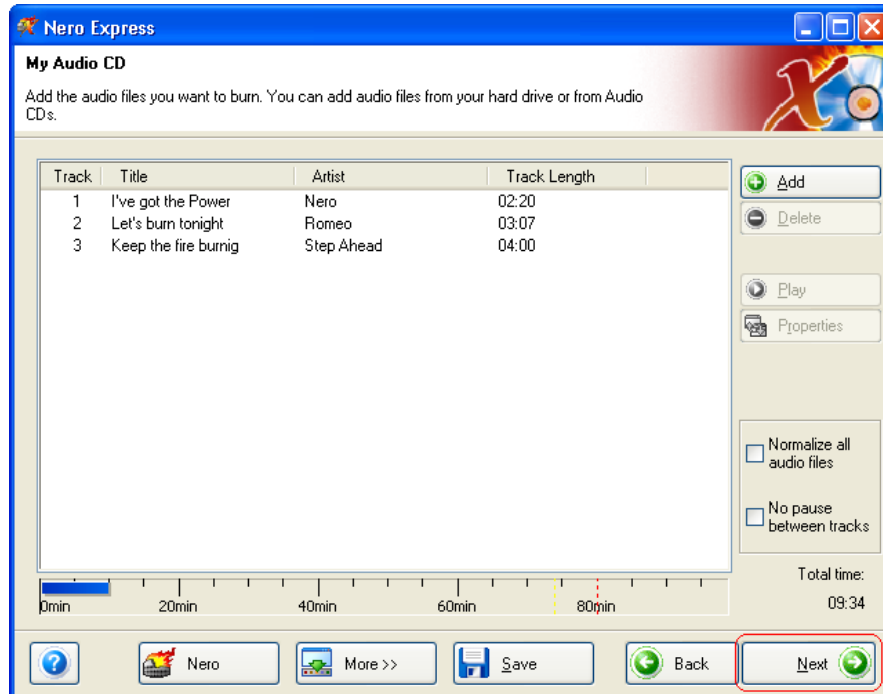 Nero Express
My Audio CD
Add the audio files you want to burn. You can add audio files from your hard drive or from Audio
CDs.
Track Title Artist Track Length
1 I've got the Power Nero 02:20
2 Let's burn tonight Romeo 03:07
3 Keep the fire burnig Step Ahead 04:00
Add
Delete
Play
Properties
Normalize all
audio files
No pause
between tracks
Total time:
09:34
0min 20min 40min 60min 80min
Nero More >> Save Back Next